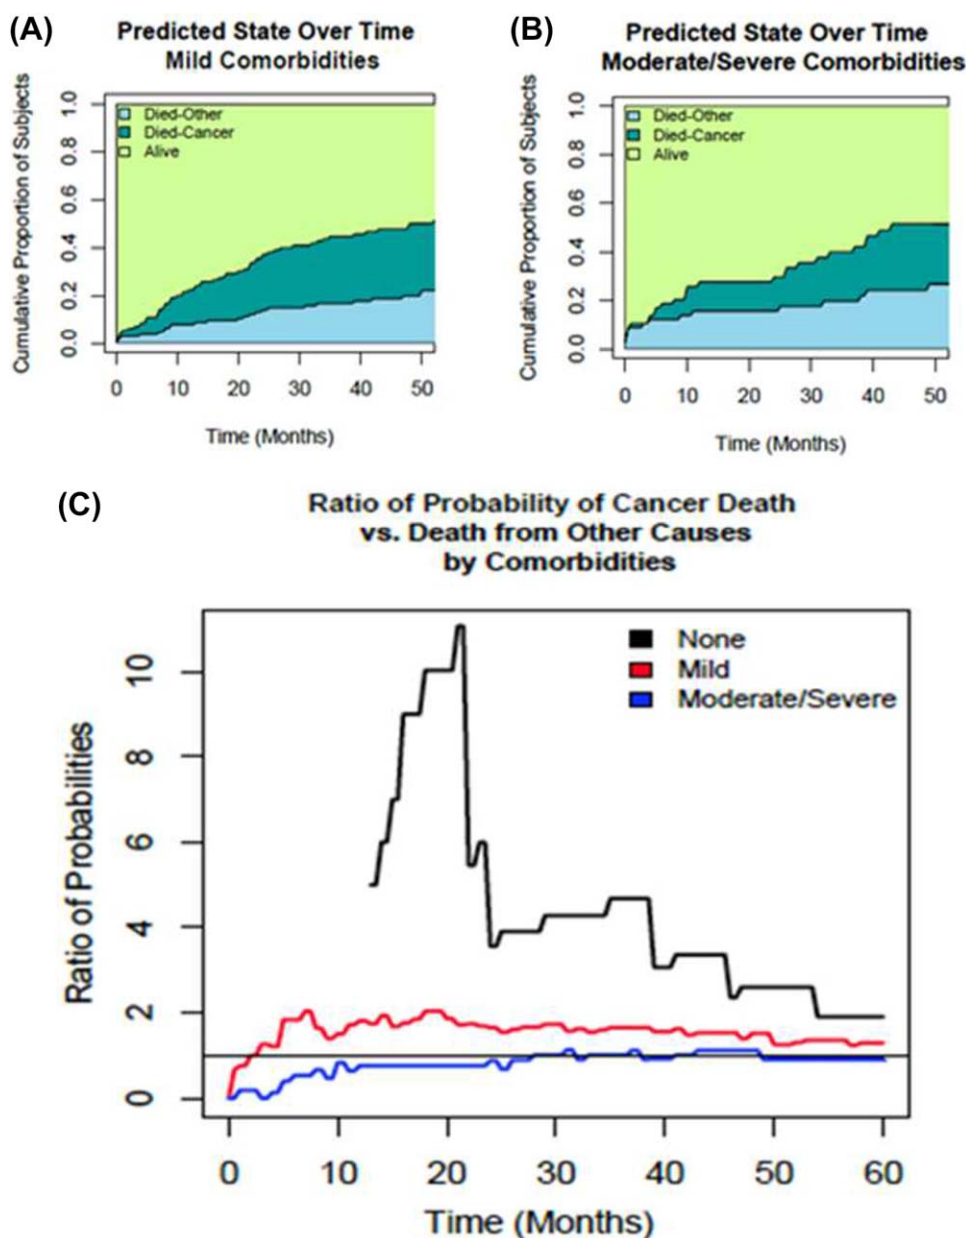 (A)
Predicted State Over Time
Mild Comorbidities
Cumulative Proportion of Subjects
1.0
0.8
0.6
0.4
0.2
0.0
Died-Other
Died-Cancer
Alive
0 10 20 30 40 50
Time (Months)
(B)
Predicted State Over Time
Moderate/Severe Comorbidities
Cumulative Proportion of Subjects
1.0
0.8
0.6
0.4
0.2
0.0
Died-Other
Died-Cancer
Alive
0 10 20 30 40 50
Time (Months)
(C)
Ratio of Probability of Cancer Death
vs. Death from Other Causes
by Comorbidities
Ratio of Probabilities
10
8
6
4
2
0
None
Mild
Moderate/Severe
0 10 20 30 40 50 60
Time (Months)